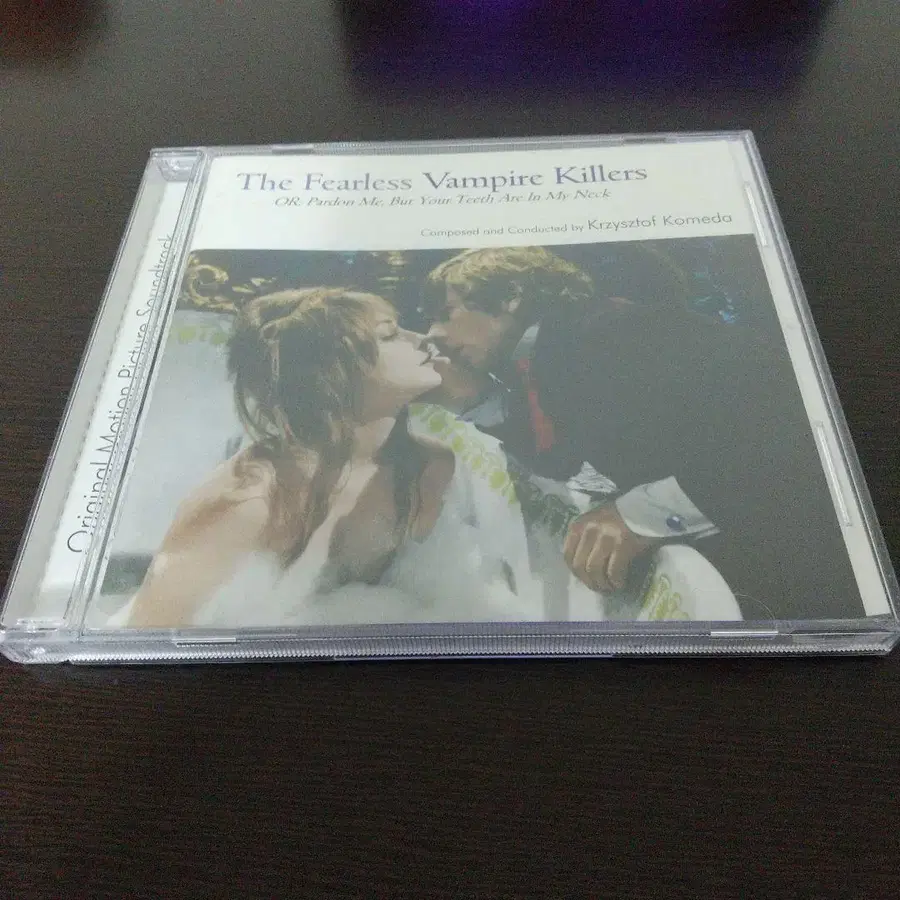 The Fearless Vampire Killers
OR: Pardon Me, But Your Teeth Are In My Neck
Composed and Conducted by Krzysztof Komeda
Original Motion Picture Soundtrack